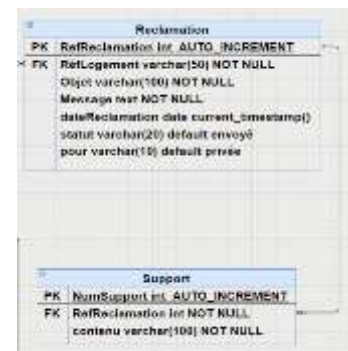 Reclamation
PK RefReclamation int AUTO_INCREMENT
FK RefLogement varchar(50) NOT NULL
Objet varchar(100) NOT NULL
Message text NOT NULL
dateReclamation date current_timestamp()
statut varchar(20) default envoyé
pour varchar(10) default privée
Support
PK NumSupport int AUTO_INCREMENT
FK RefReclamation int NOT NULL
contenu varchar(100) NOT NULL